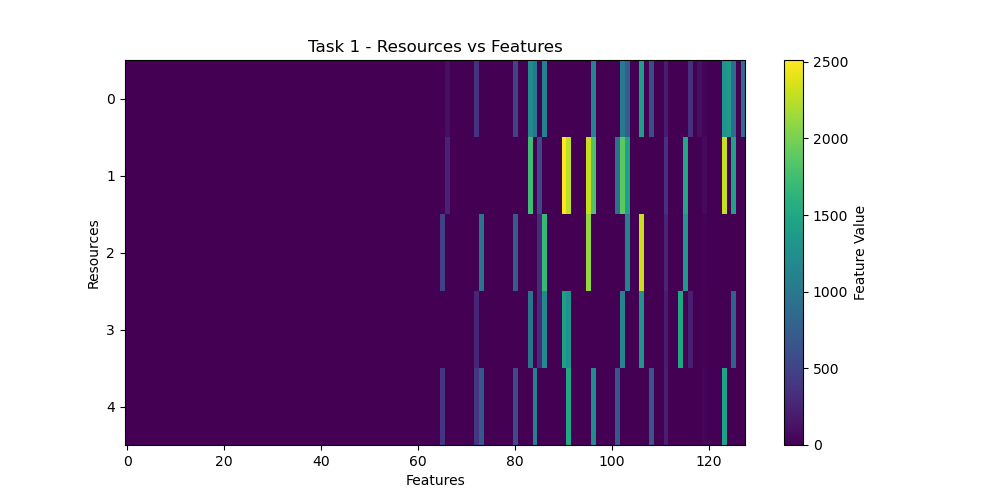 Task 1 - Resources vs Features
Resources
0
1
2
3
4
0 20 40 60 80 100 120
Features
2500
2000
1500
1000
500
0
Feature Value